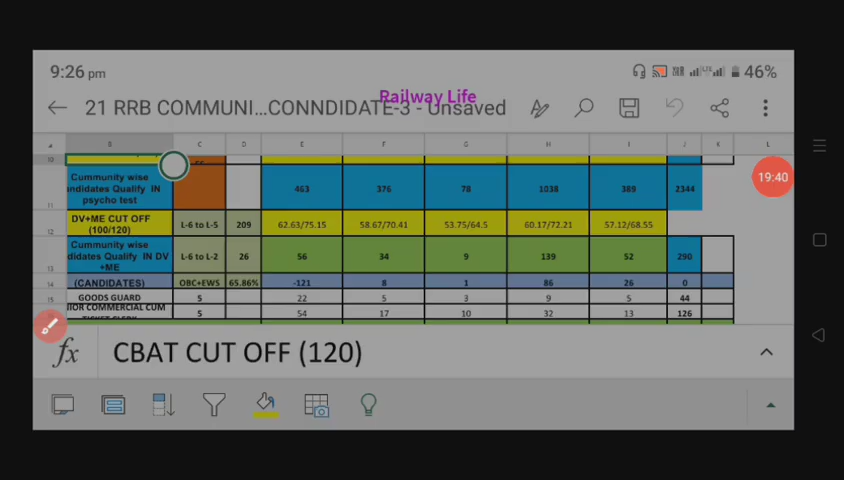 9:26 pm
46%
Railway Life
21 RRB COMMUNI...CONNDIDATE-3 - Unsaved
C D E F G H I J K L
10
Cummunity wise
ndidates Qualify IN
psycho test
463 376 78 1038 389 2344
11
DV+ME CUT OFF
(100/120)
L-6 to L-5 209 62.63/75.15 58.67/70.41 53.75/64.5 60.17/72.21 57.12/68.55
12
Cummunity wise
didates Qualify IN DV
+ME
L-6 to L-2 26 56 34 9 139 52 290
13
14 (CANDIDATES) OBC+EWS 65.86% -121 8 1 86 26 0
15 GOODS GUARD 5 22 5 3 9 5 44
IOR COMMERCIAL CUM
TICKET CLERK
5 54 17 10 32 13 126
19:40
fx CBAT CUT OFF (120)